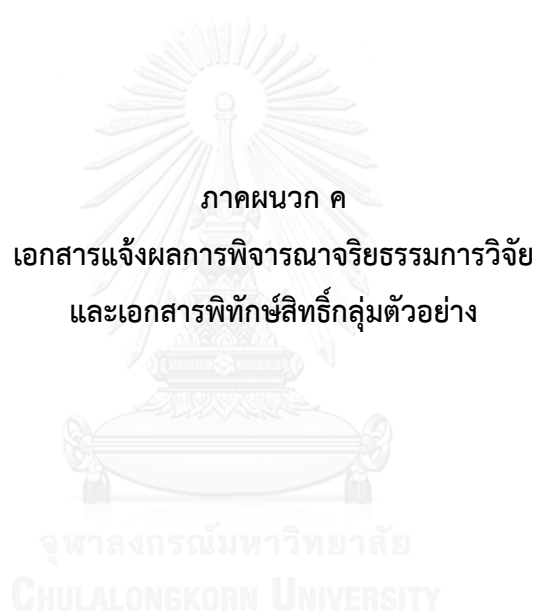 ภาคผนวก ค
เอกสารแจ้งผลการพิจารณาจริยธรรมการวิจัย
และเอกสารพิทักษ์สิทธิ์กลุ่มตัวอย่าง
จุฬาลงกรณ์มหาวิทยาลัย
CHULALONGKORN UNIVERSITY